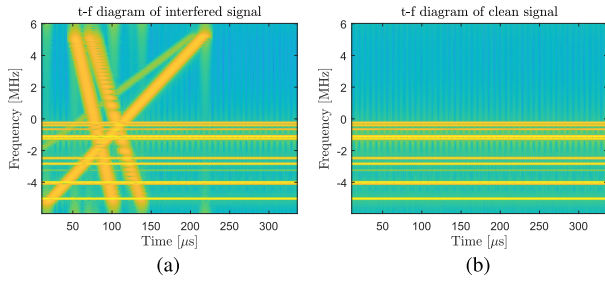 t-f diagram of interfered signal
6
4
2
0
-2
-4
Frequency [MHz]
50 100 150 200 250 300
Time [μs]
(a)
t-f diagram of clean signal
6
4
2
0
-2
-4
Frequency [MHz]
50 100 150 200 250 300
Time [μs]
(b)